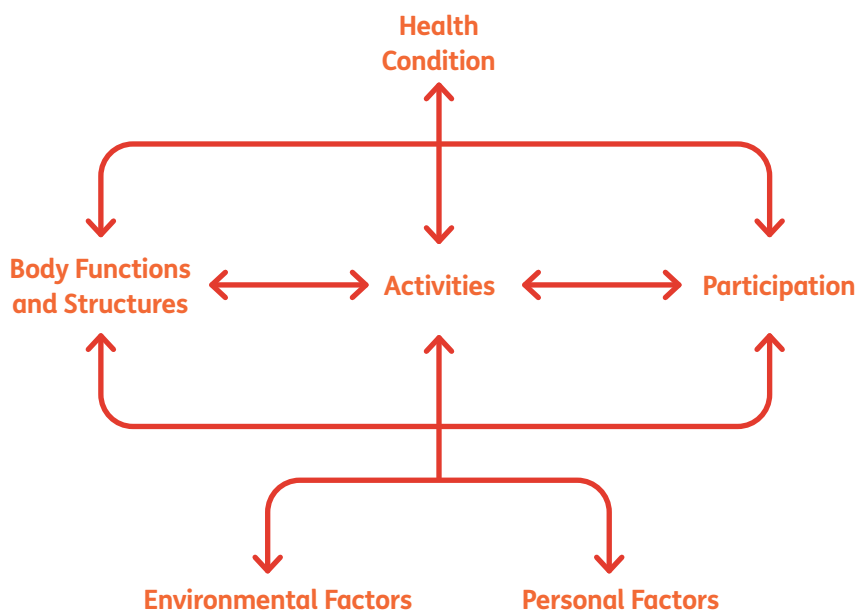 Health
Condition
Body Functions
and Structures
Activities
Participation
Environmental Factors
Personal Factors